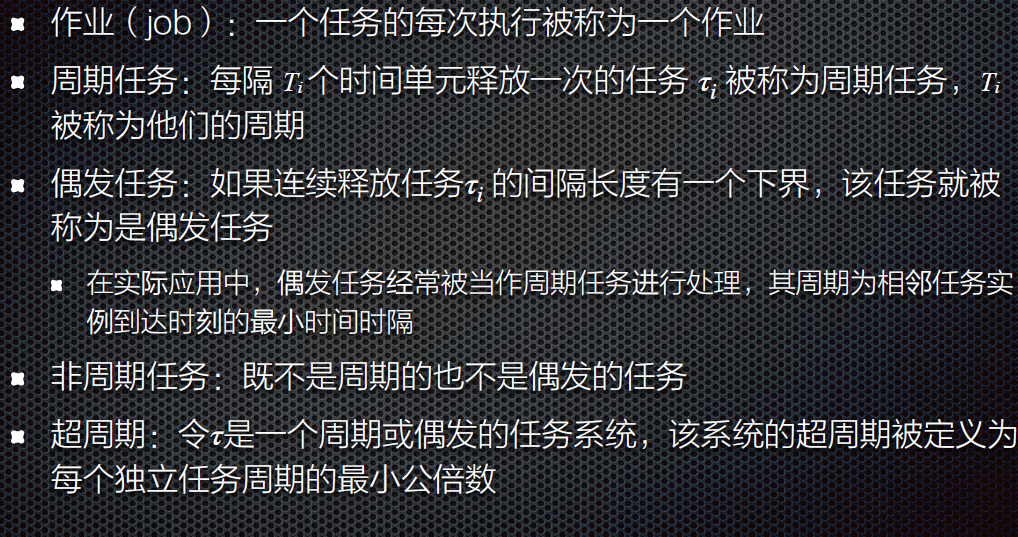 作业（job）：一个任务的每次执行被称为一个作业
周期任务：每隔 Ti 个时间单元释放一次的任务 τi 被称为周期任务，Ti
被称为他们的周期
偶发任务：如果连续释放任务τi 的间隔长度有一个下界，该任务就被
称为是偶发任务
在实际应用中，偶发任务经常被当作周期任务进行处理，其周期为相邻任务实
例到达时刻的最小时间时隔
非周期任务：既不是周期的也不是偶发的任务
超周期：令τ是一个周期或偶发的任务系统，该系统的超周期被定义为
每个独立任务周期的最小公倍数